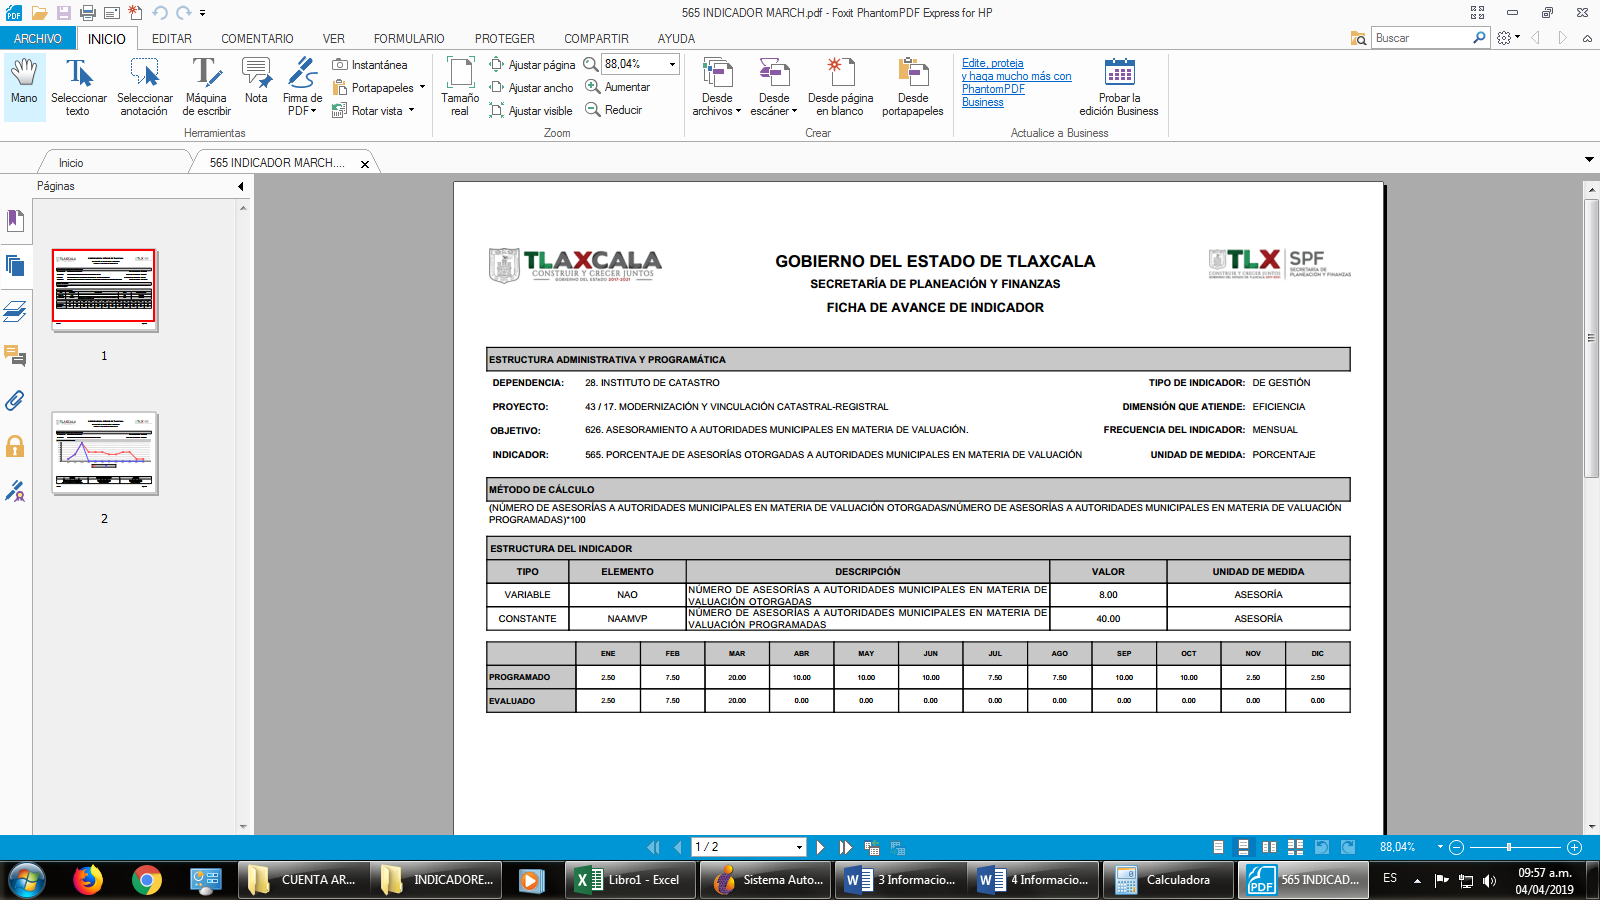 565 INDICADOR MARCH.pdf - Foxit PhantomPDF Express for HP
ARCHIVO INICIO EDITAR COMENTARIO VER FORMULARIO PROTEGER COMPARTIR AYUDA Buscar
Mano
Seleccionar texto
Seleccionar anotación
Máquina de escribir
Nota
Firma de PDF
Instantánea
Portapapeles
Rotar vista
Herramientas
Tamaño real
Ajustar página
Ajustar ancho
Ajustar visible
88,04%
Aumentar
Reducir
Zoom
Desde archivos
Desde escáner
Desde página en blanco
Desde portapapeles
Crear
Edite, proteja
y haga mucho más con
PhantomPDF
Business
Probar la edición Business
Actualice a Business
Inicio
565 INDICADOR MARCH....
Páginas
1
2
TLAXCALA
CONSTRUIR Y CRECER JUNTOS
GOBIERNO DEL ESTADO 2017-2021
GOBIERNO DEL ESTADO DE TLAXCALA
SECRETARÍA DE PLANEACIÓN Y FINANZAS
FICHA DE AVANCE DE INDICADOR
TLX
CONSTRUIR Y CRECER JUNTOS
SPF
SECRETARÍA DE
PLANEACIÓN Y FINANZAS
ESTRUCTURA ADMINISTRATIVA Y PROGRAMÁTICA
DEPENDENCIA: 28. INSTITUTO DE CATASTRO TIPO DE INDICADOR: DE GESTIÓN
PROYECTO: 43 / 17. MODERNIZACIÓN Y VINCULACIÓN CATASTRAL-REGISTRAL DIMENSIÓN QUE ATIENDE: EFICIENCIA
OBJETIVO: 626. ASESORAMIENTO A AUTORIDADES MUNICIPALES EN MATERIA DE VALUACIÓN. FRECUENCIA DEL INDICADOR: MENSUAL
INDICADOR: 565. PORCENTAJE DE ASESORÍAS OTORGADAS A AUTORIDADES MUNICIPALES EN MATERIA DE VALUACIÓN UNIDAD DE MEDIDA: PORCENTAJE
MÉTODO DE CÁLCULO
(NÚMERO DE ASESORÍAS A AUTORIDADES MUNICIPALES EN MATERIA DE VALUACIÓN OTORGADAS/NÚMERO DE ASESORÍAS A AUTORIDADES MUNICIPALES EN MATERIA DE VALUACIÓN
PROGRAMADAS)*100
ESTRUCTURA DEL INDICADOR
TIPO ELEMENTO DESCRIPCIÓN VALOR UNIDAD DE MEDIDA
VARIABLE NAO NÚMERO DE ASESORÍAS A AUTORIDADES MUNICIPALES EN MATERIA DE VALUACIÓN OTORGADAS 8.00 ASESORÍA
CONSTANTE NAAMVP NÚMERO DE ASESORÍAS A AUTORIDADES MUNICIPALES EN MATERIA DE VALUACIÓN PROGRAMADAS 40.00 ASESORÍA
ENE FEB MAR ABR MAY JUN JUL AGO SEP OCT NOV DIC
PROGRAMADO 2.50 7.50 20.00 10.00 10.00 10.00 7.50 7.50 10.00 10.00 2.50 2.50
EVALUADO 2.50 7.50 20.00 0.00 0.00 0.00 0.00 0.00 0.00 0.00 0.00 0.00
1 / 2
88,04%
CUENTA AR...
INDICADORE...
Libro1 - Excel
Sistema Auto...
3 Informacio...
4 Informacio...
Calculadora
565 INDICAD...
ES
09:57 a.m.
04/04/2019